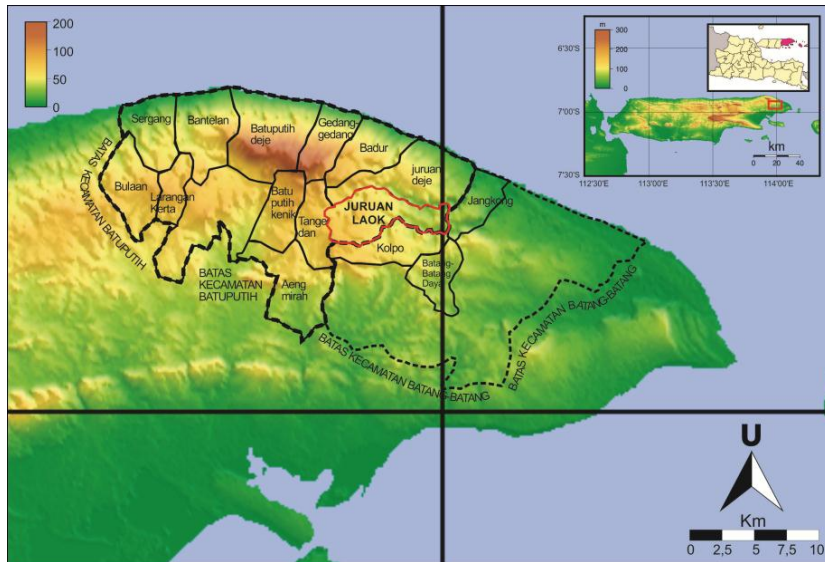 200
150
100
50
0
m
300
200
100
0
6°30'S
7°00'S
7°30'S
112°30'E
113°00'E
113°30'E
114°00'E
km
0 20 40
Sergang
Bantelan
Batuputih
deje
Gedang-
gedang
Badur
juruan
deje
Jangkong
Bulaan
Larangan
Kerta
Batu
putih
kenik
Tange
dan
JURUAN
LAOK
Kolpo
Batang-
Batang
Daya
Aeng
mirah
BATAS KECAMATAN BATUPUTIH
BATAS
KECAMATAN
BATUPUTIH
BATAS KECAMATAN BATANG-BATANG
BATAS KECAMATAN BATANG-BATANG
U
Km
0 2,5 5 7,5 10